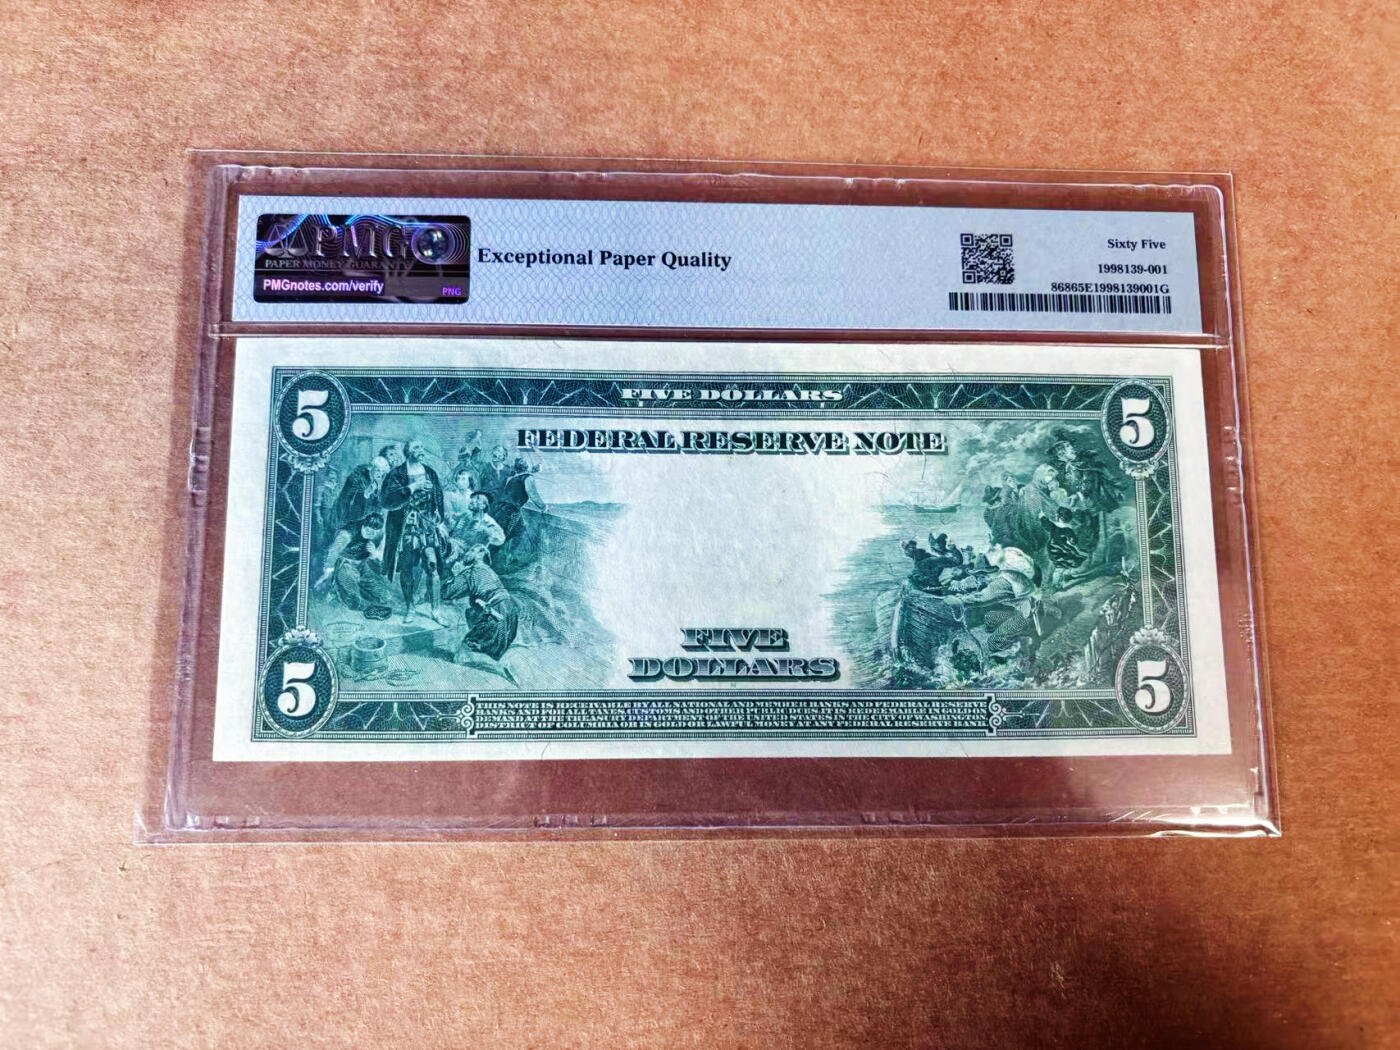 PMG
PAPER MONEY GUARANTY
PMGnotes.com/verify
PNG
Exceptional Paper Quality
Sixty Five
1998139-001
86865E1998139001G
5
FIVE DOLLARS
5
FEDERAL RESERVE NOTE
FIVE
DOLLARS
5
THIS NOTE IS RECEIVABLE BY ALL NATIONAL AND MEMBER BANKS AND FEDERAL RESERVE
BANKS AND FOR ALL TAXES, CUSTOMS AND OTHER PUBLIC DUES. IT IS REDEEMABLE IN GOLD ON
DEMAND AT THE TREASURY DEPARTMENT OF THE UNITED STATES IN THE CITY OF WASHINGTON,
DISTRICT OF COLUMBIA OR IN GOLD OR LAWFUL MONEY AT ANY FEDERAL RESERVE BANK.
5